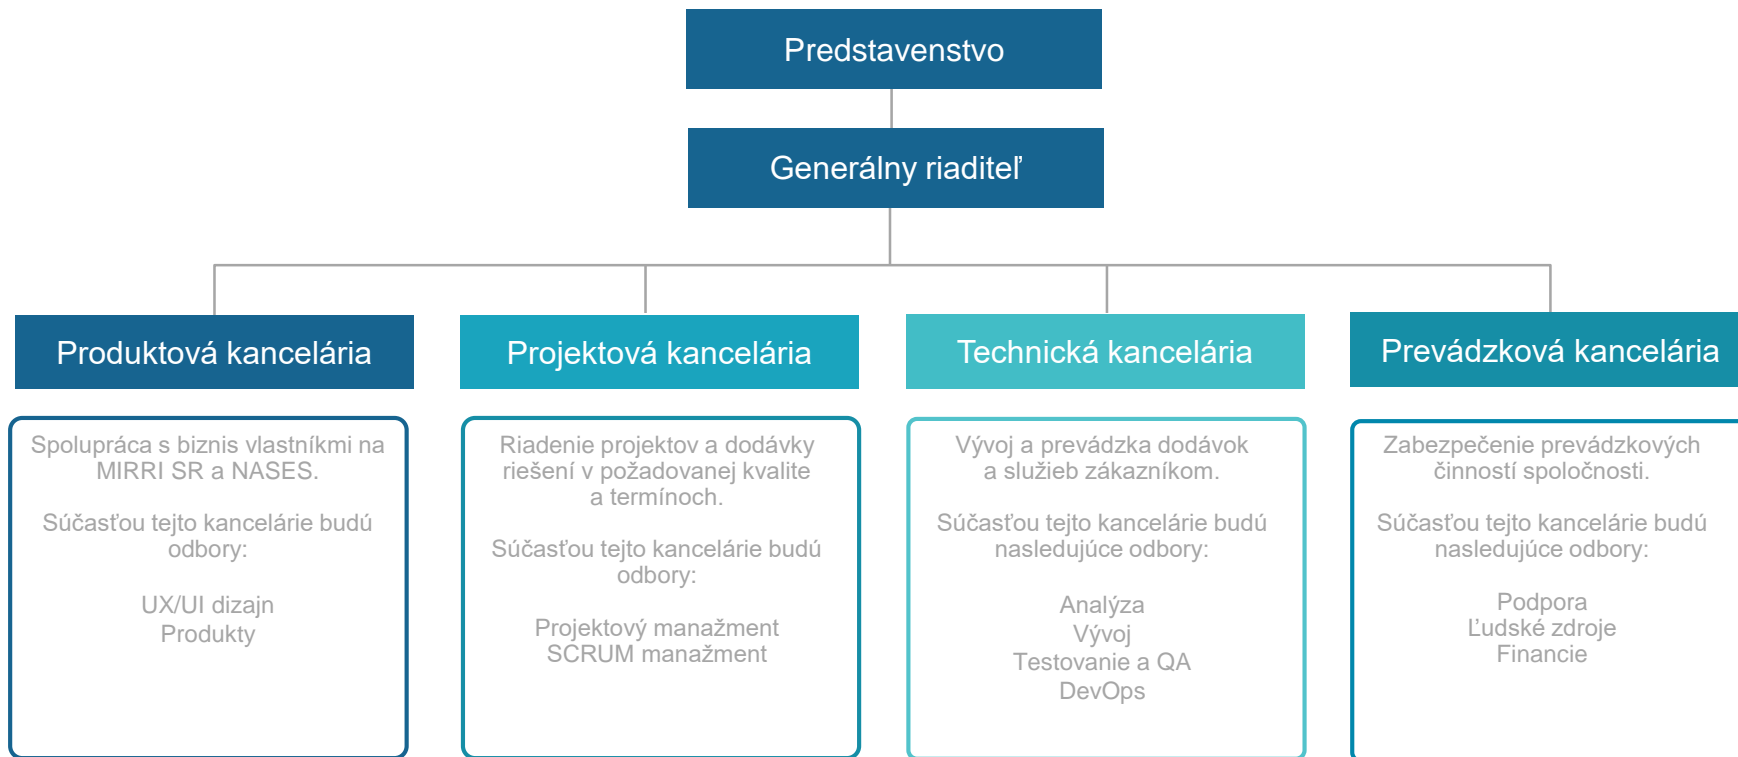 Predstavenstvo
Generálny riaditeľ
Produktová kancelária
Projektová kancelária
Technická kancelária
Prevádzková kancelária
Spolupráca s biznis vlastníkmi na
MIRRI SR a NASES.
Súčasťou tejto kancelárie budú
odbory:
UX/UI dizajn
Produkty
Riadenie projektov a dodávky
riešení v požadovanej kvalite
a termínoch.
Súčasťou tejto kancelárie budú
odbory:
Projektový manažment
SCRUM manažment
Vývoj a prevádzka dodávok
a služieb zákazníkom.
Súčasťou tejto kancelárie budú
nasledujúce odbory:
Analýza
Vývoj
Testovanie a QA
DevOps
Zabezpečenie prevádzkových
činností spoločnosti.
Súčasťou tejto kancelárie budú
nasledujúce odbory:
Podpora
Ľudské zdroje
Financie